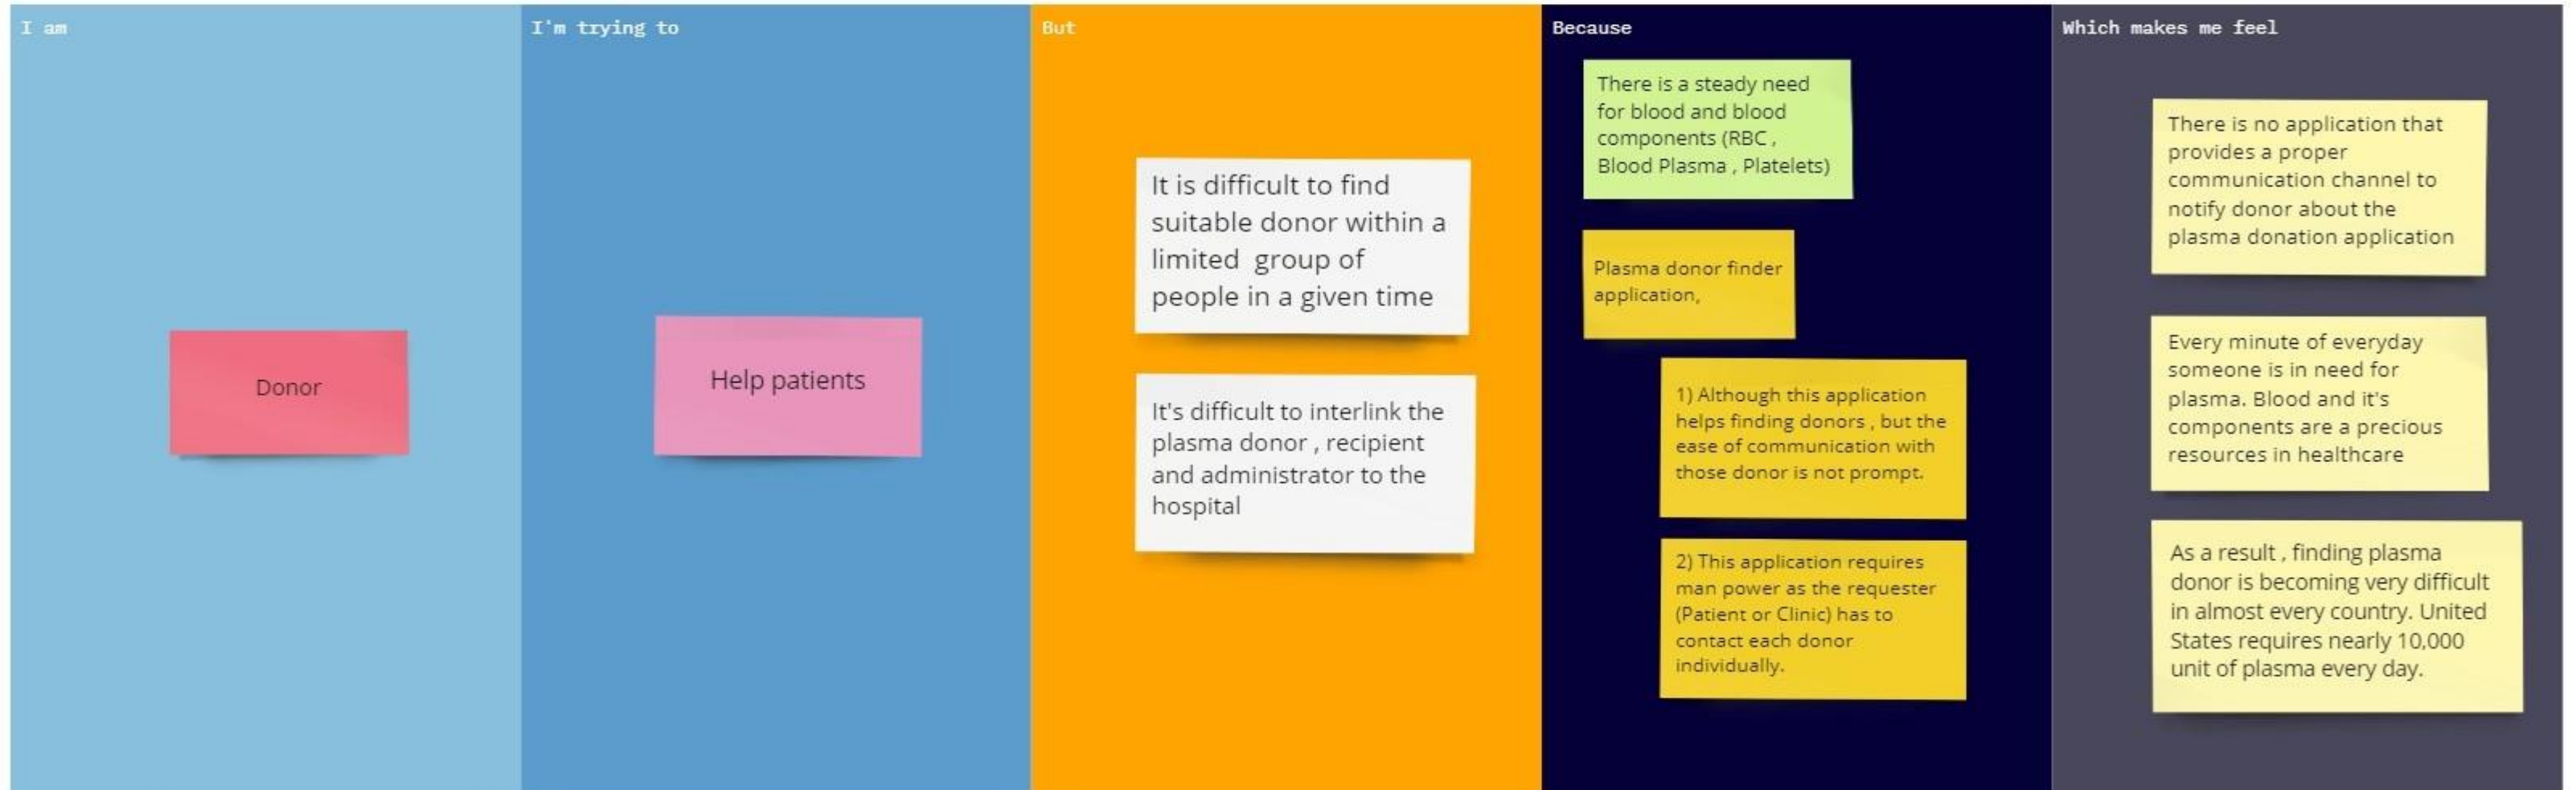 I am
Donor
I'm trying to
Help patients
But
It is difficult to find
suitable donor within a
limited group of
people in a given time
It's difficult to interlink the
plasma donor , recipient
and administrator to the
hospital
Because
There is a steady need
for blood and blood
components (RBC ,
Blood Plasma , Platelets)
Plasma donor finder
application,
1) Although this application
helps finding donors , but the
ease of communication with
those donor is not prompt.
2) This application requires
man power as the requester
(Patient or Clinic) has to
contact each donor
individually.
Which makes me feel
There is no application that
provides a proper
communication channel to
notify donor about the
plasma donation application
Every minute of everyday
someone is in need for
plasma. Blood and it's
components are a precious
resources in healthcare
As a result , finding plasma
donor is becoming very difficult
in almost every country. United
States requires nearly 10,000
unit of plasma every day.